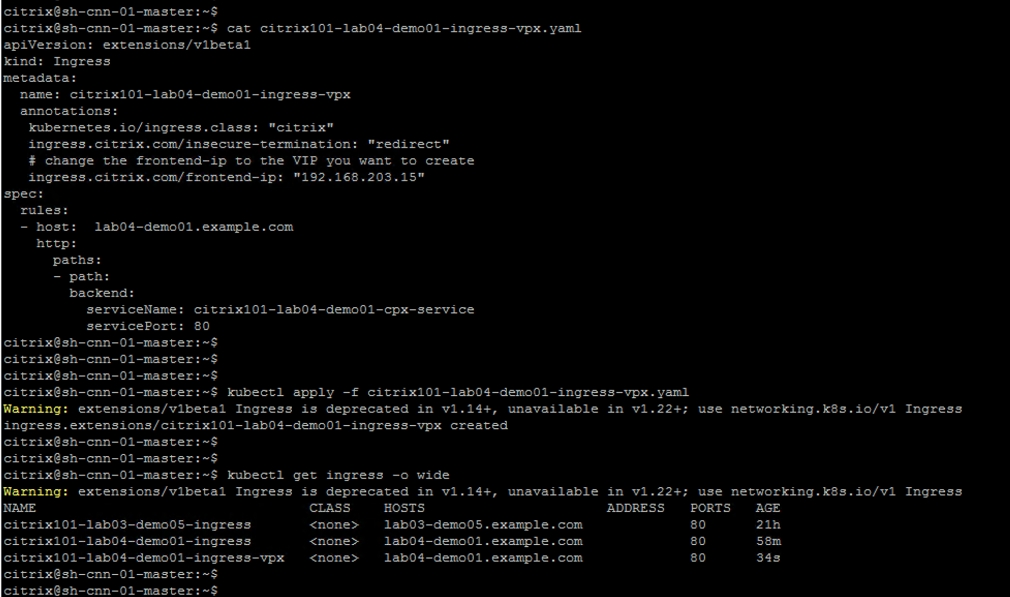 citrix@sh-cnn-01-master:~$
citrix@sh-cnn-01-master:~$ cat citrix101-lab04-demo01-ingress-vpx.yaml
apiVersion: extensions/v1beta1
kind: Ingress
metadata:
  name: citrix101-lab04-demo01-ingress-vpx
  annotations:
   kubernetes.io/ingress.class: "citrix"
   ingress.citrix.com/insecure-termination: "redirect"
   # change the frontend-ip to the VIP you want to create
   ingress.citrix.com/frontend-ip: "192.168.203.15"
spec:
  rules:
  - host:  lab04-demo01.example.com
    http:
      paths:
      - path:
        backend:
          serviceName: citrix101-lab04-demo01-cpx-service
          servicePort: 80
citrix@sh-cnn-01-master:~$
citrix@sh-cnn-01-master:~$
citrix@sh-cnn-01-master:~$
citrix@sh-cnn-01-master:~$ kubectl apply -f citrix101-lab04-demo01-ingress-vpx.yaml
Warning: extensions/v1beta1 Ingress is deprecated in v1.14+, unavailable in v1.22+; use networking.k8s.io/v1 Ingress
ingress.extensions/citrix101-lab04-demo01-ingress-vpx created
citrix@sh-cnn-01-master:~$
citrix@sh-cnn-01-master:~$
citrix@sh-cnn-01-master:~$ kubectl get ingress -o wide
Warning: extensions/v1beta1 Ingress is deprecated in v1.14+, unavailable in v1.22+; use networking.k8s.io/v1 Ingress
NAME                                 CLASS    HOSTS                      ADDRESS   PORTS   AGE
citrix101-lab03-demo05-ingress       <none>   lab03-demo05.example.com             80      21h
citrix101-lab04-demo01-ingress       <none>   lab04-demo01.example.com             80      58m
citrix101-lab04-demo01-ingress-vpx   <none>   lab04-demo01.example.com             80      34s
citrix@sh-cnn-01-master:~$
citrix@sh-cnn-01-master:~$